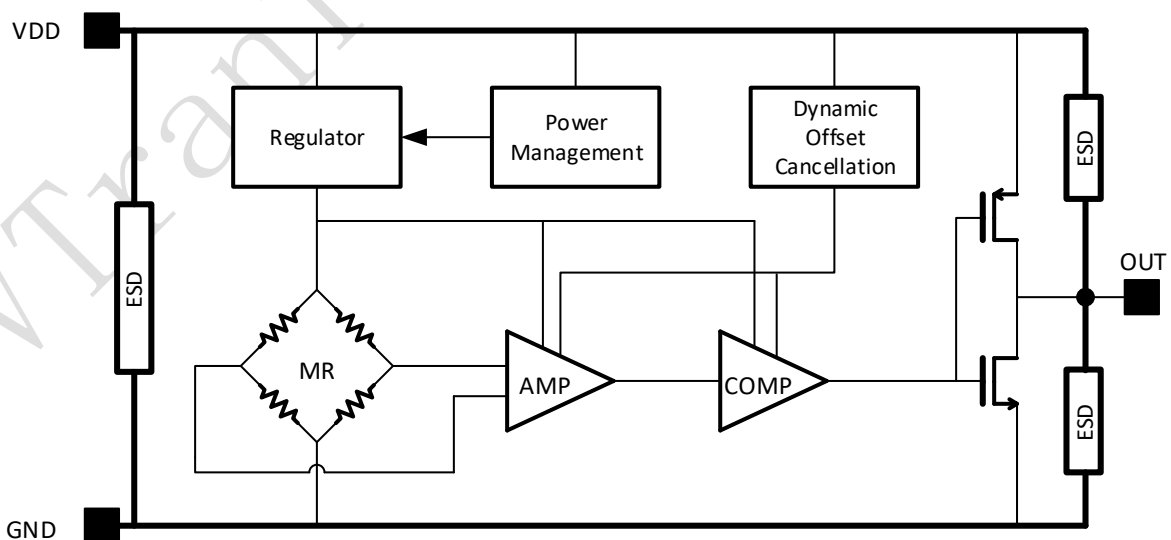 VDD
Regulator
Power
Management
Dynamic
Offset
Cancellation
ESD
ESD
OUT
MR
AMP
COMP
ESD
GND